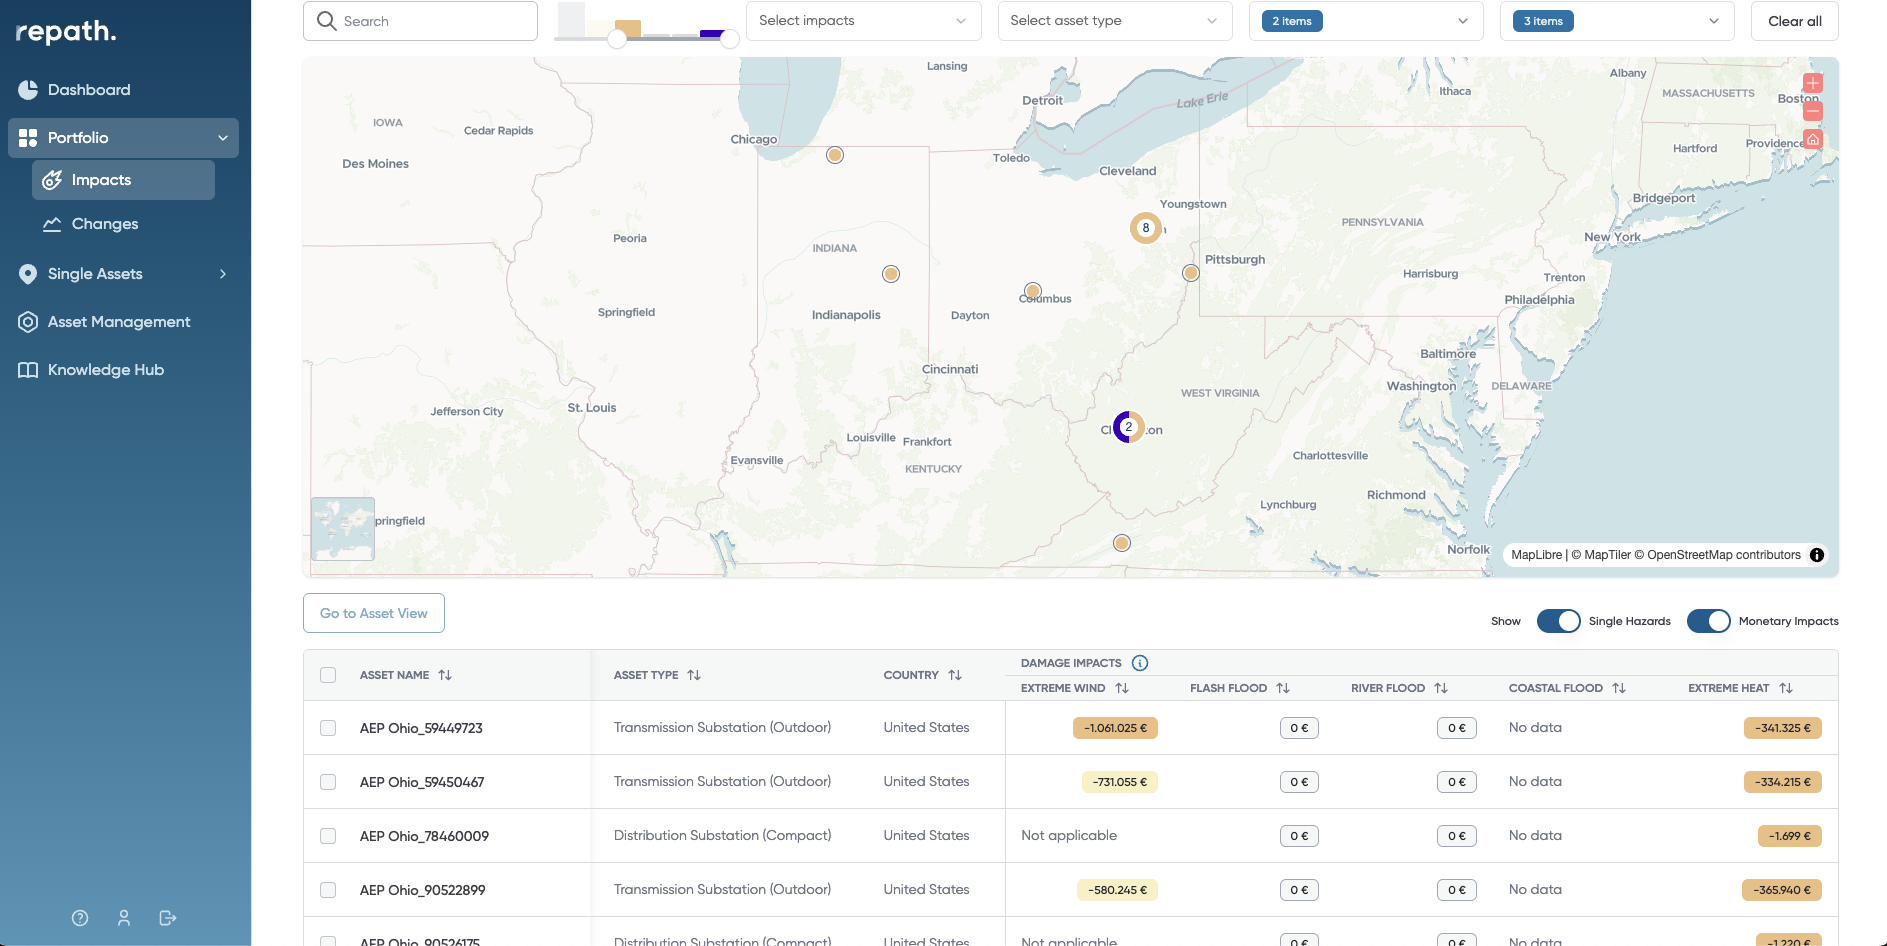 repath.
Dashboard
Portfolio
Impacts
Changes
Single Assets
Asset Management
Knowledge Hub
Search
Select impacts
Select asset type
2 items
3 items
Clear all
Lansing
Albany
Detroit
Lake Erie
Ithaca
MASSACHUSETTS
Boston
IOWA
Cedar Rapids
Chicago
Des Moines
Toledo
Cleveland
Hartford
Providence
Youngstown
Bridgeport
8
PENNSYLVANIA
New York
Peoria
INDIANA
Pittsburgh
Harrisburg
Trenton
Columbus
Philadelphia
Springfield
Indianapolis
Dayton
Baltimore
Cincinnati
Washington
DELAWARE
WEST VIRGINIA
Jefferson City
St. Louis
2
Louisville
Frankfort
KENTUCKY
Evansville
Charlottesville
Richmond
Lynchburg
pringfield
Norfolk
MapLibre | © MapTiler © OpenStreetMap contributors
Go to Asset View
Show Single Hazards Monetary Impacts
ASSET NAME ASSET TYPE COUNTRY DAMAGE IMPACTS
EXTREME WIND FLASH FLOOD RIVER FLOOD COASTAL FLOOD EXTREME HEAT
AEP Ohio_59449723 Transmission Substation (Outdoor) United States -1.061.025 € 0 € 0 € No data -341.325 €
AEP Ohio_59450467 Transmission Substation (Outdoor) United States -731.055 € 0 € 0 € No data -334.215 €
AEP Ohio_78460009 Distribution Substation (Compact) United States Not applicable 0 € 0 € No data -1.699 €
AEP Ohio_90522899 Transmission Substation (Outdoor) United States -580.245 € 0 € 0 € No data -365.940 €
AEP Ohio_90526175 Distribution Substation (Compact) United States Not applicable 0 € 0 € No data -1.220 €